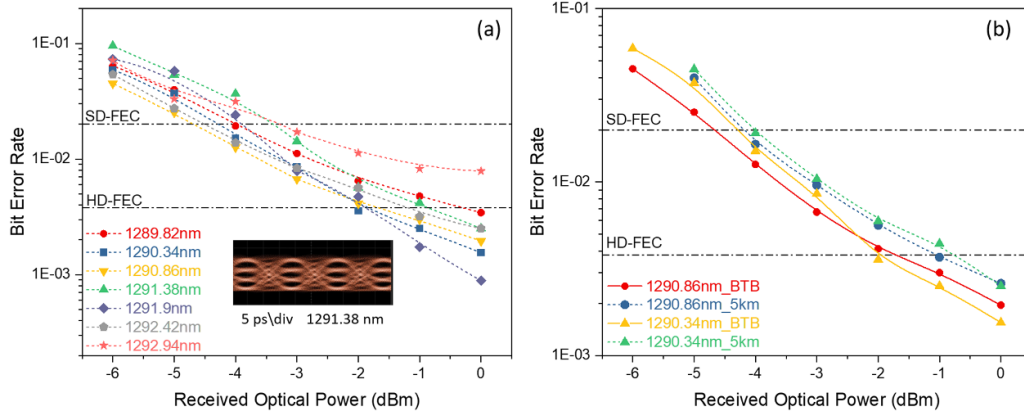 (a)
Bit Error Rate
1E-01
1E-02
1E-03
SD-FEC
HD-FEC
1289.82nm
1290.34nm
1290.86nm
1291.38nm
1291.9nm
1292.42nm
1292.94nm
5 ps\div 1291.38 nm
-6 -5 -4 -3 -2 -1 0
Received Optical Power (dBm)
(b)
Bit Error Rate
1E-01
1E-02
1E-03
SD-FEC
HD-FEC
1290.86nm_BTB
1290.86nm_5km
1290.34nm_BTB
1290.34nm_5km
-6 -5 -4 -3 -2 -1 0
Received Optical Power (dBm)